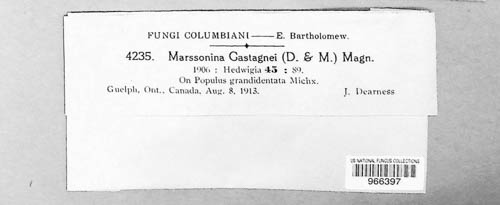 FUNGI COLUMBIANI — E. Bartholomew.
4235. Marssonina Castagnei (D. & M.) Magn.
1906 : Hedwigia 45 : 89.
On Populus grandidentata Michx.
Guelph, Ont., Canada, Aug. 8, 1913. J. Dearness
US NATIONAL FUNGUS COLLECTIONS
966397